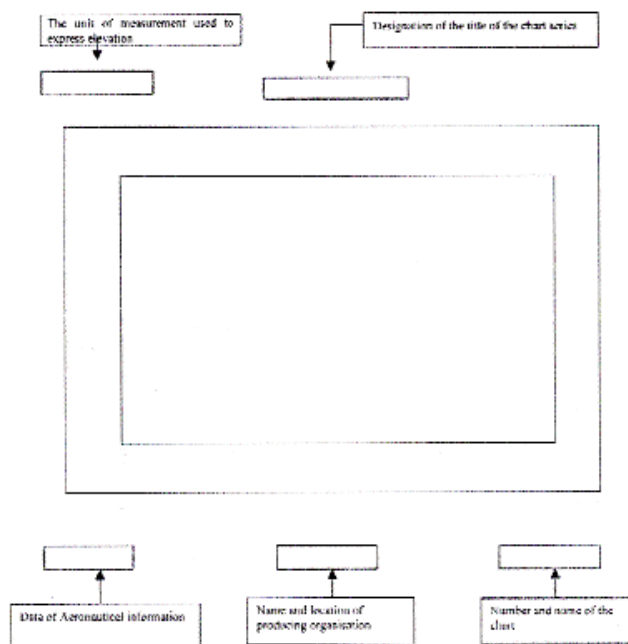 The unit of measurement used to
express elevation
Designation of the title of the chart series
Data of Aeronautical information
Name and location of
producing organisation
Number and name of the
chart